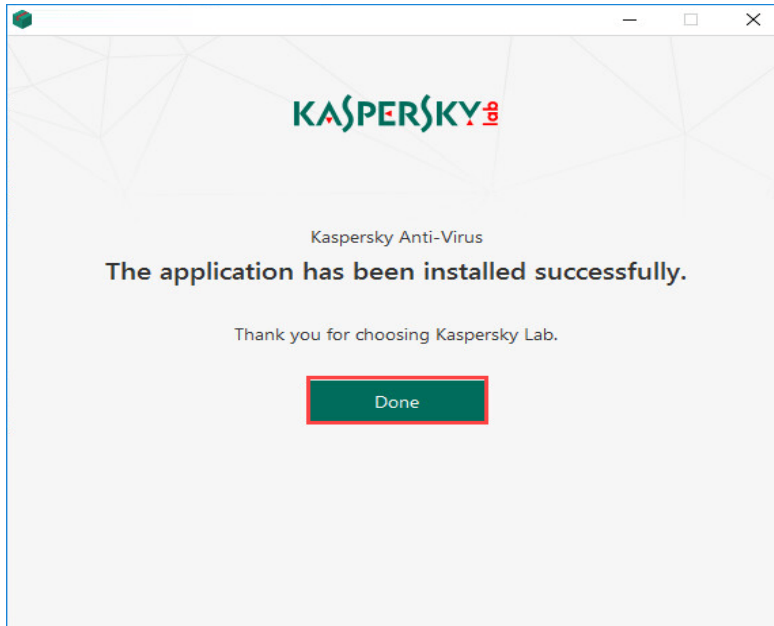 KASPERSKY lab
Kaspersky Anti-Virus
The application has been installed successfully.
Thank you for choosing Kaspersky Lab.
Done